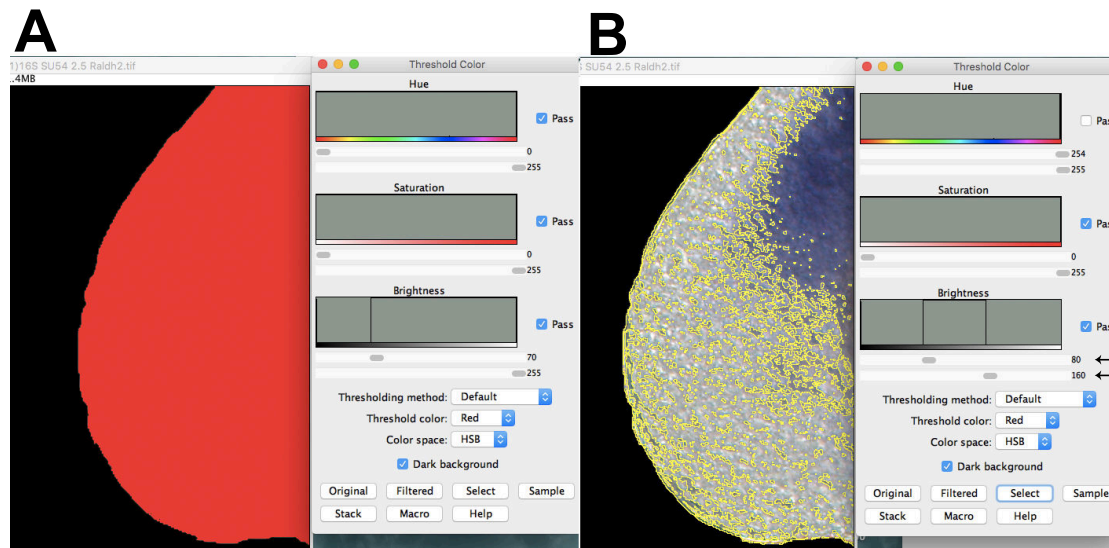 A
1)16S SU54 2.5 Raldh2.tif
.4MB
Threshold Color
Hue
Pass
0
255
Saturation
Pass
0
255
Brightness
Pass
70
255
Thresholding method: Default
Threshold color: Red
Color space: HSB
Dark background
Original Filtered Select Sample
Stack Macro Help
B
SU54 2.5 Raldh2.tif
Threshold Color
Hue
Pas
254
255
Saturation
Pas
0
255
Brightness
Pas
80 ←
160 ←
Thresholding method: Default
Threshold color: Red
Color space: HSB
Dark background
Original Filtered Select Sample
Stack Macro Help